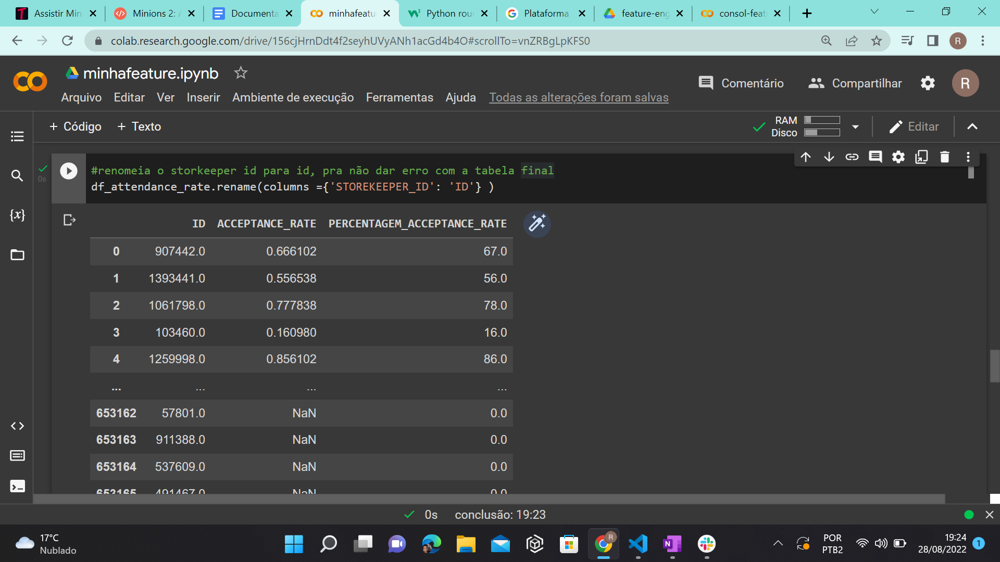 Assistir Min
Minions 2: A
Documenta
minhafeatu
Python rou
Plataforma
feature-eng
consol-feat
colab.research.google.com/drive/156cjHrnDdt4f2seyhUVyANh1acGd4b4O#scrollTo=vnZRBgLpKFS0
R
minhafeature.ipynb
Comentário
Compartilhar
R
Arquivo Editar Ver Inserir Ambiente de execução Ferramentas Ajuda Todas as alterações foram salvas
+ Código + Texto
RAM
Disco
Editar
0s
#renomeia o storkeeper id para id, pra não dar erro com a tabela final
df_attendance_rate.rename(columns ={'STOREKEEPER_ID': 'ID'} )
ID ACCEPTANCE_RATE PERCENTAGEM_ACCEPTANCE_RATE
0 907442.0 0.666102 67.0
1 1393441.0 0.556538 56.0
2 1061798.0 0.777838 78.0
3 103460.0 0.160980 16.0
4 1259998.0 0.856102 86.0
... ... ... ...
653162 57801.0 NaN 0.0
653163 911388.0 NaN 0.0
653164 537609.0 NaN 0.0
653165 491467.0 NaN 0.0
0s conclusão: 19:23
17°C
Nublado
R
POR
PTB2
19:24
28/08/2022
1